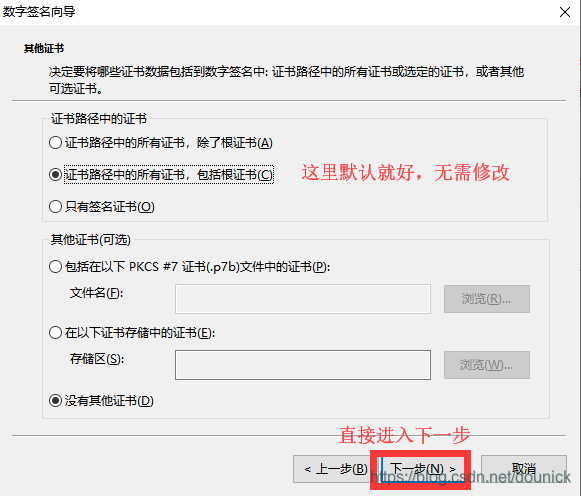 数字签名向导
其他证书
决定要将哪些证书数据包括到数字签名中: 证书路径中的所有证书或选定的证书，或者其他
可选证书。
证书路径中的证书
证书路径中的所有证书，除了根证书(A)
证书路径中的所有证书，包括根证书(C)
这里默认就好，无需修改
只有签名证书(O)
其他证书(可选)
包括在以下 PKCS #7 证书(.p7b)文件中的证书(P):
文件名(F):
浏览(R)...
在以下证书存储中的证书(E):
存储区(S):
浏览(W)...
没有其他证书(D)
直接进入下一步
< 上一步(B)
下一步(N) >
取消
https://blog.csdn.net/dounick